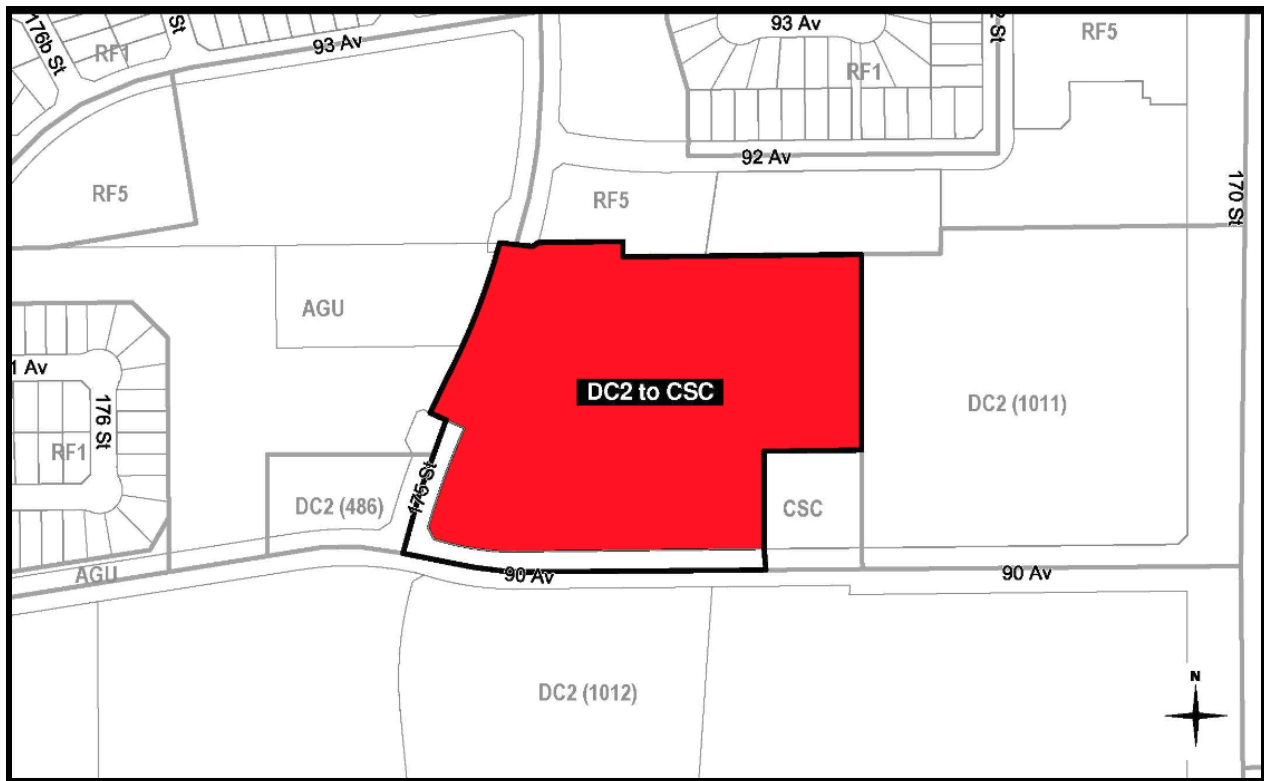 176b St
St
RF1
93 Av
93 Av
RF1
RF5
92 Av
170 St
RF5
RF5
AGU
1 Av
176 St
RF1
DC2 to CSC
DC2 (1011)
DC2 (486)
175 St
CSC
AGU
90 Av
90 Av
DC2 (1012)
N